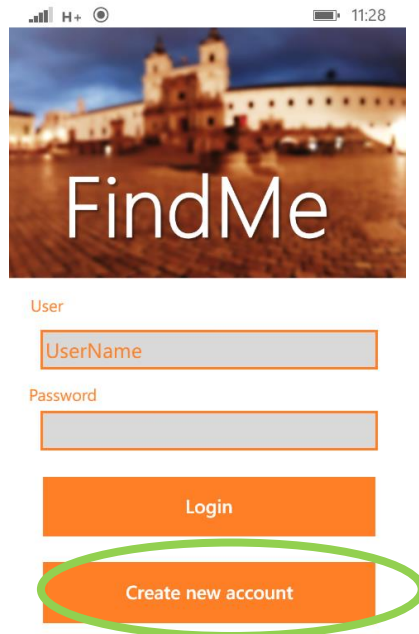 H+ 11:28
FindMe
User
UserName
Password
Login
Create new account